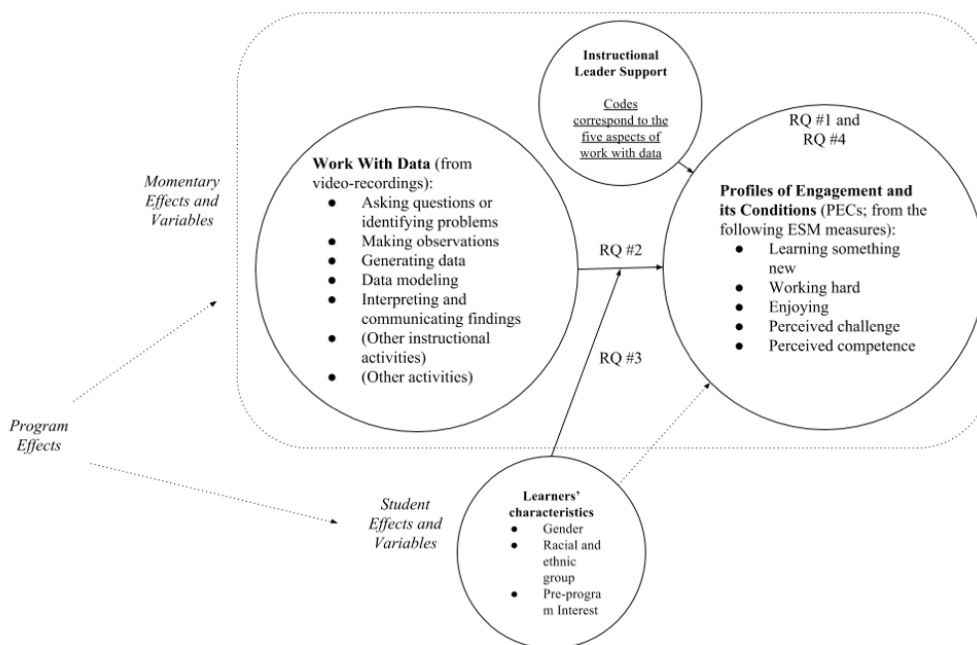 Instructional
Leader Support
Codes
correspond to the
five aspects of
work with data
RQ #1 and
RQ #4
Work With Data (from
video-recordings):
● Asking questions or
identifying problems
● Making observations
● Generating data
● Data modeling
● Interpreting and
communicating findings
● (Other instructional
activities)
● (Other activities)
Momentary
Effects and
Variables
Profiles of Engagement and
its Conditions (PECs; from the
following ESM measures):
● Learning something
new
● Working hard
● Enjoying
● Perceived challenge
● Perceived competence
RQ #2
RQ #3
Program
Effects
Student
Effects and
Variables
Learners’
characteristics
● Gender
● Racial and
ethnic
group
● Pre-progra
m Interest